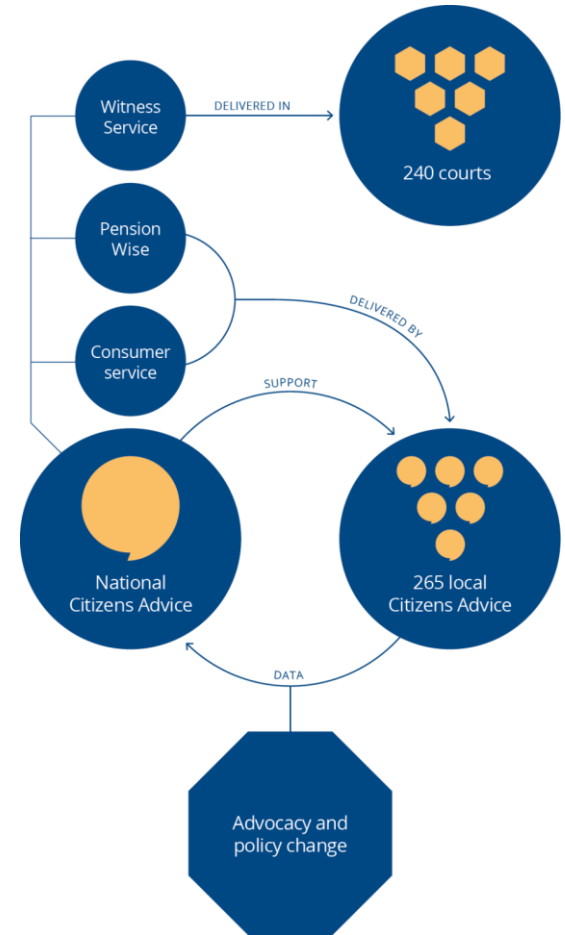 Witness
Service
DELIVERED IN
240 courts
Pension
Wise
DELIVERED BY
Consumer
service
SUPPORT
National
Citizens Advice
265 local
Citizens Advice
DATA
Advocacy and
policy change